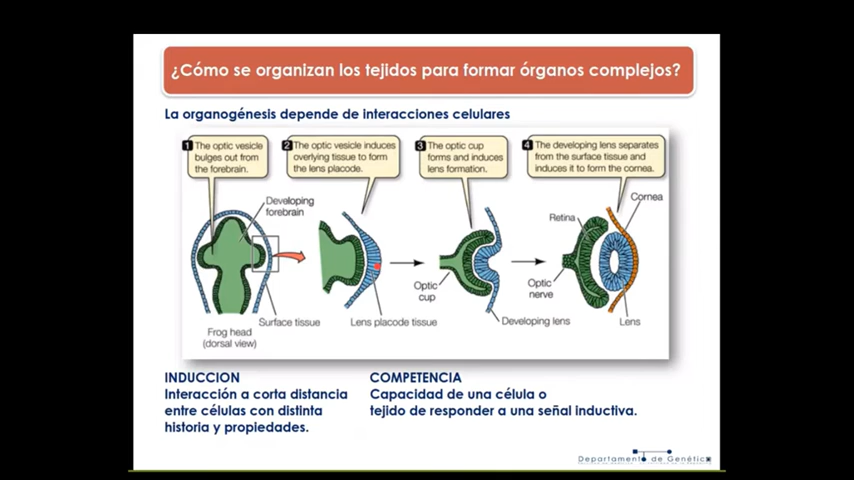 ¿Cómo se organizan los tejidos para formar órganos complejos?
La organogénesis depende de interacciones celulares
1 The optic vesicle
bulges out from
the forebrain.
2 The optic vesicle induces
overlying tissue to form
the lens placode.
3 The optic cup
forms and induces
lens formation.
4 The developing lens separates
from the surface tissue and
induces it to form the cornea.
Developing
forebrain
Cornea
Retina
Optic
cup
Optic
nerve
Surface tissue
Lens placode tissue
Developing lens
Lens
Frog head
(dorsal view)
INDUCCION
Interacción a corta distancia
entre células con distinta
historia y propiedades.
COMPETENCIA
Capacidad de una célula o
tejido de responder a una señal inductiva.
Departamento de Genética